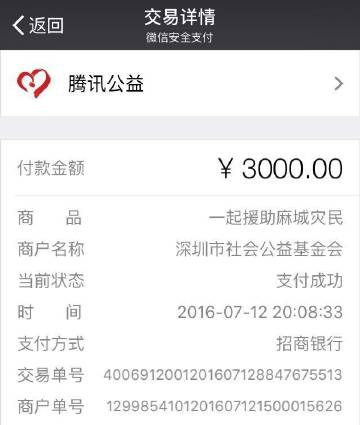 返回
交易详情
微信安全支付
腾讯公益
付款金额 ¥ 3000.00
商 品 一起援助麻城灾民
商户名称 深圳市社会公益基金会
当前状态 支付成功
时 间 2016-07-12 20:08:33
支付方式 招商银行
交易单号 4006912001201607128847675513
商户单号 1299854101201607121500015626